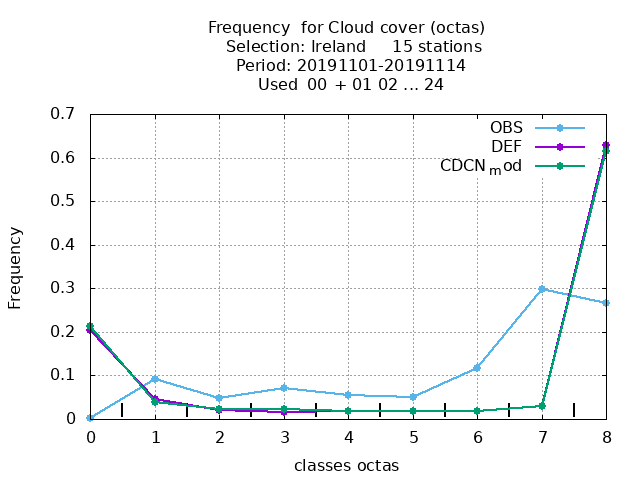 Frequency for Cloud cover (octas)
Selection: Ireland 15 stations
Period: 20191101-20191114
Used 00 + 01 02 ... 24
OBS
DEF
CDCNmod
0.7
0.6
0.5
0.4
0.3
0.2
0.1
0
Frequency
0 1 2 3 4 5 6 7 8
classes octas